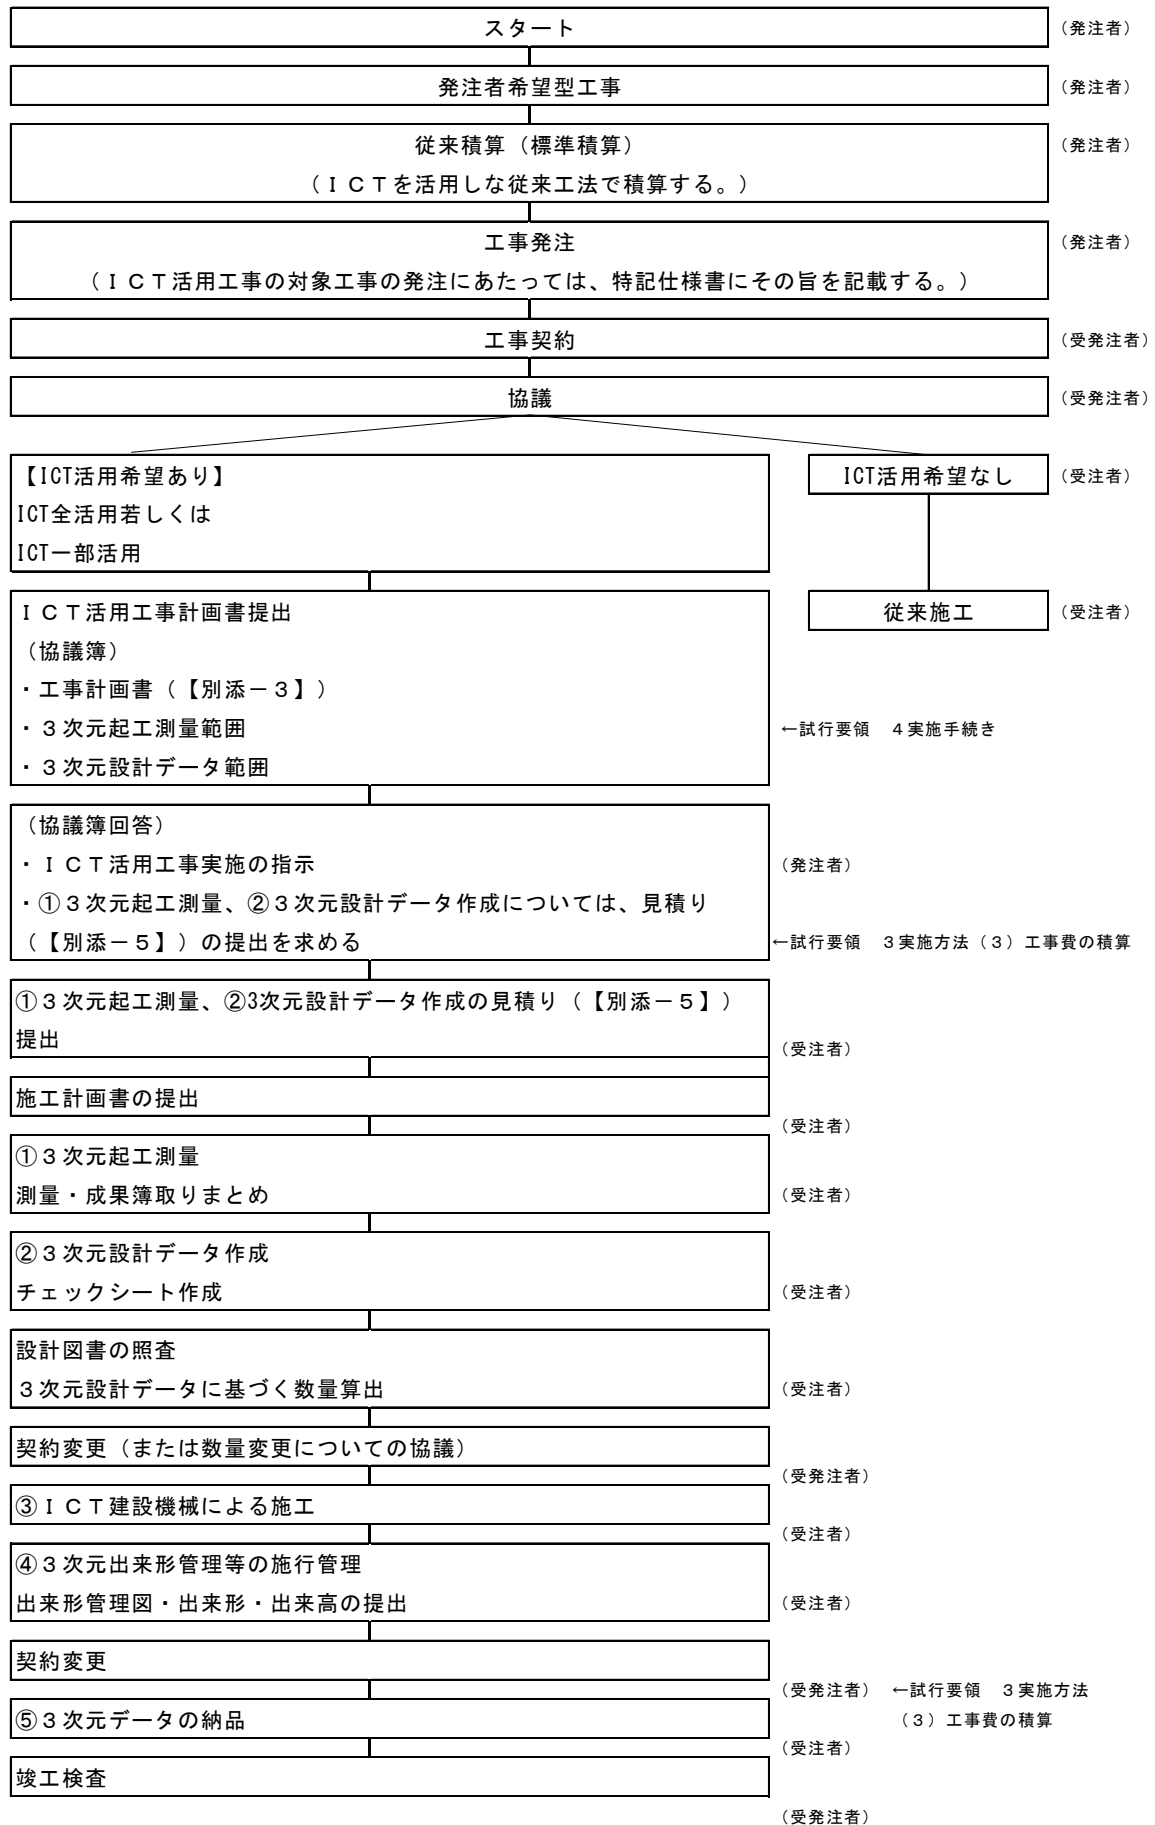 スタート （発注者）
発注者希望型工事 （発注者）
従来積算（標準積算） （発注者）
（ＩＣＴを活用しな従来工法で積算する。）
工事発注 （発注者）
（ＩＣＴ活用工事の対象工事の発注にあたっては、特記仕様書にその旨を記載する。）
工事契約 （受発注者）
協議 （受発注者）
【ICT活用希望あり】 ICT活用希望なし （受注者）
ICT全活用若しくは
ICT一部活用
ＩＣＴ活用工事計画書提出 従来施工 （受注者）
（協議簿）
・工事計画書（【別添－３】）
・３次元起工測量範囲 ←試行要領　４実施手続き
・３次元設計データ範囲
（協議簿回答）
・ＩＣＴ活用工事実施の指示 （発注者）
・①３次元起工測量、②３次元設計データ作成については、見積り
（【別添－５】）の提出を求める ←試行要領　３実施方法（３）工事費の積算
①３次元起工測量、②3次元設計データ作成の見積り（【別添－５】）
提出 （受注者）
施工計画書の提出
（受注者）
①３次元起工測量
測量・成果簿取りまとめ （受注者）
②３次元設計データ作成
チェックシート作成 （受注者）
設計図書の照査
３次元設計データに基づく数量算出 （受注者）
契約変更（または数量変更についての協議）
（受発注者）
③ＩＣＴ建設機械による施工
（受注者）
④３次元出来形管理等の施行管理
出来形管理図・出来形・出来高の提出 （受注者）
契約変更
（受発注者） ←試行要領　３実施方法
⑤３次元データの納品 （３）工事費の積算
（受注者）
竣工検査
（受発注者）